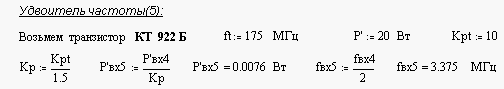 Удвоитель частоты(5):
Возьмем транзистор КТ 922 Б ft := 175 МГц P' := 20 Вт Kpt := 10
Kp := Kpt/1.5 P'вх5 := P'вх4/Kp P'вх5 = 0.0076 Вт fвх5 := fвх4/2 fвх5 = 3.375 МГц